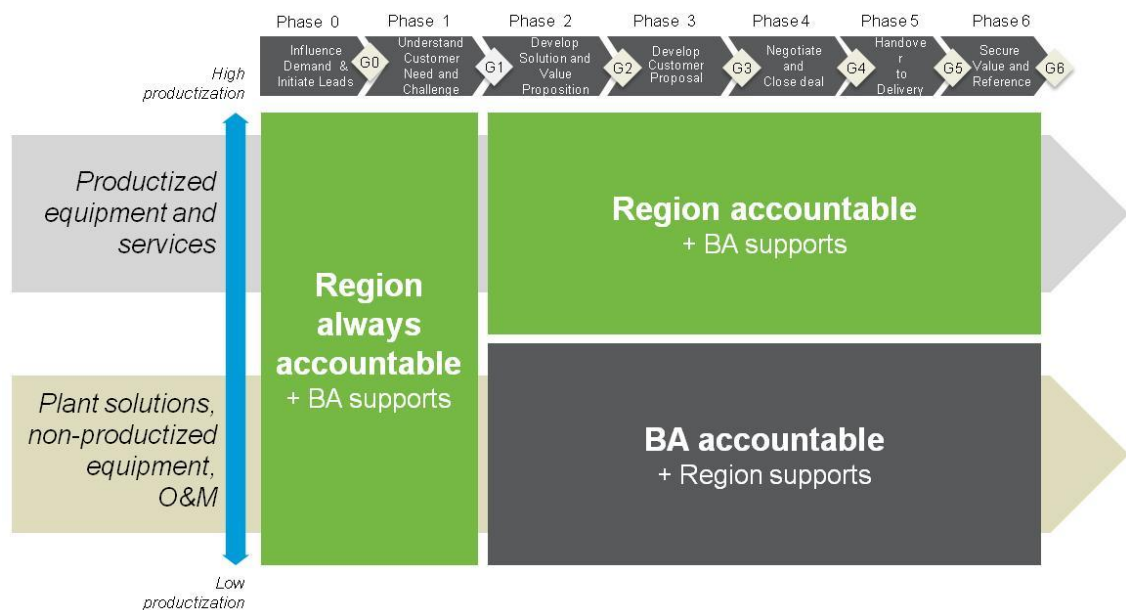 Phase 0
Phase 1
Phase 2
Phase 3
Phase 4
Phase 5
Phase 6
Influence
Demand &
Initiate Leads
G0
Understand
Customer
Need and
Challenge
G1
Develop
Solution and
Value
Proposition
G2
Develop
Customer
Proposal
G3
Negotiate
and
Close deal
G4
Handove
r
to
Delivery
G5
Secure
Value and
Reference
G6
High
productization
Productized
equipment and
services
Region
always
accountable
+ BA supports
Region accountable
+ BA supports
Plant solutions,
non-productized
equipment,
O&M
BA accountable
+ Region supports
Low
productization